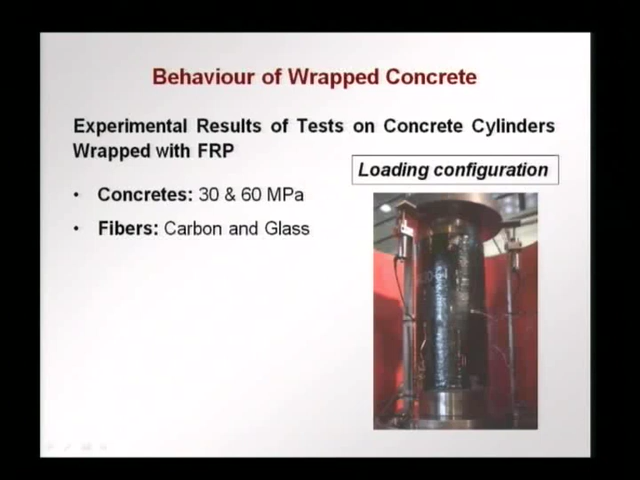 Behaviour of Wrapped Concrete
Experimental Results of Tests on Concrete Cylinders
Wrapped with FRP
Loading configuration
• Concretes: 30 & 60 MPa
• Fibers: Carbon and Glass